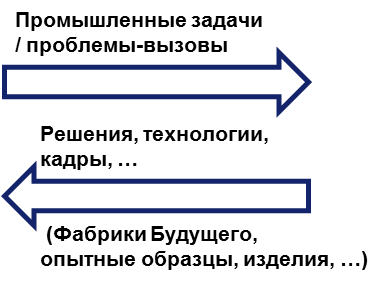 Промышленные задачи
/ проблемы-вызовы
Решения, технологии,
кадры, …
(Фабрики Будущего,
опытные образцы, изделия, …)